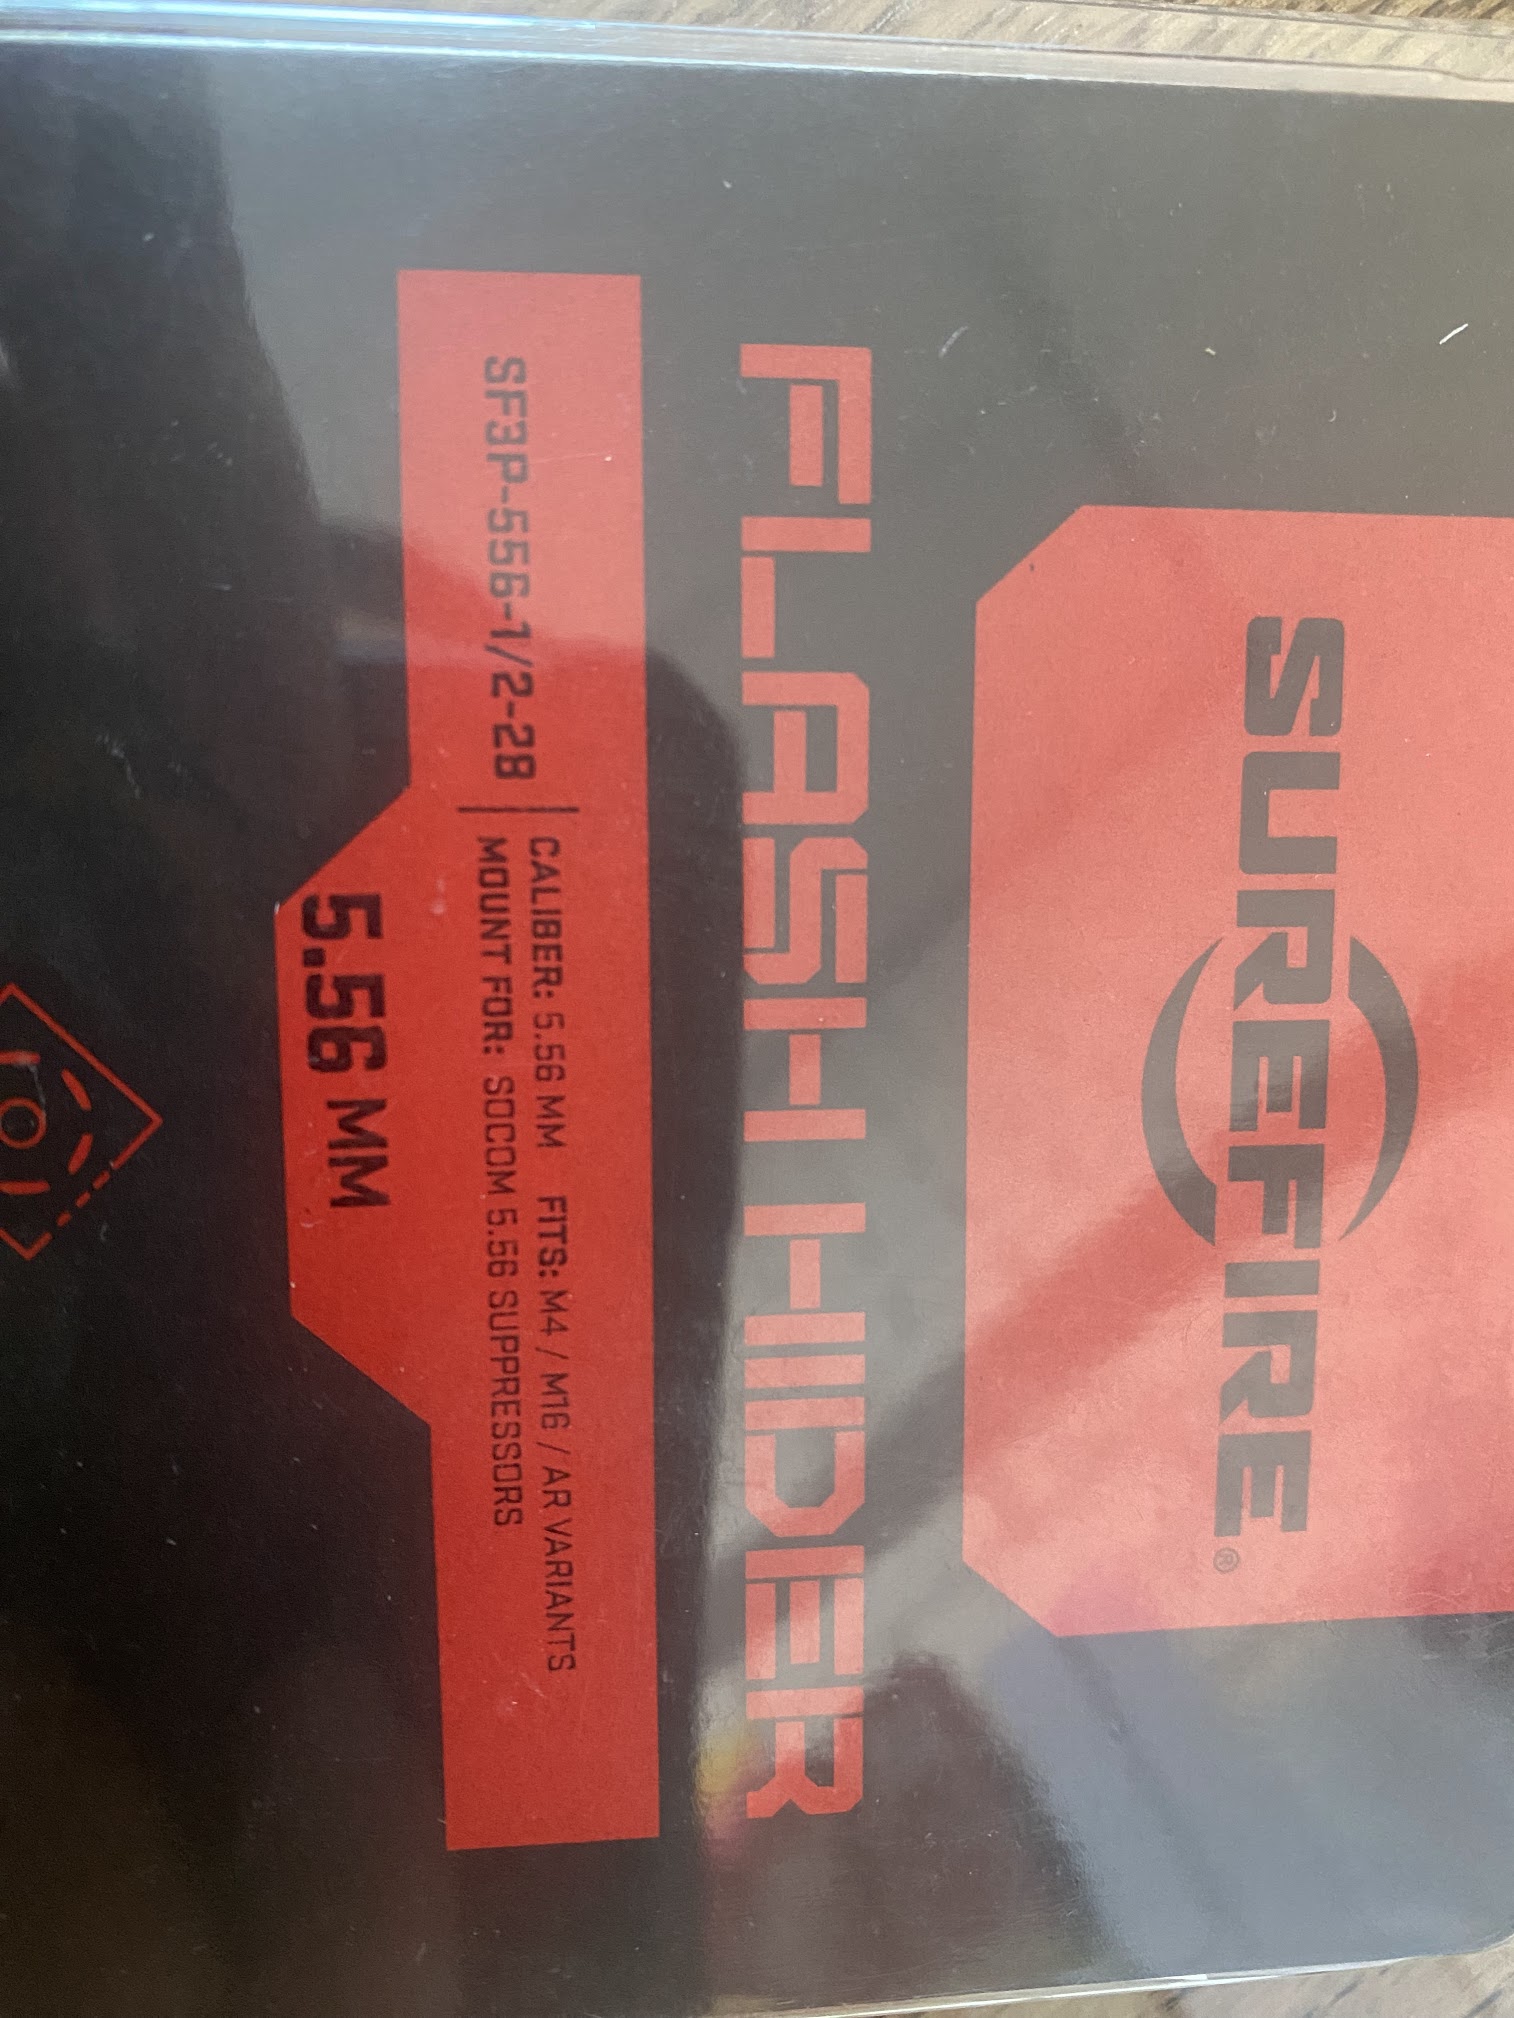 SUREFIRE®
FLASH HIDER
SF3P-556-1/2-28
CALIBER: 5.56 MM FITS: M4 / M16 / AR VARIANTS
MOUNT FOR: SOCOM 5.56 SUPPRESSORS
5.56 MM